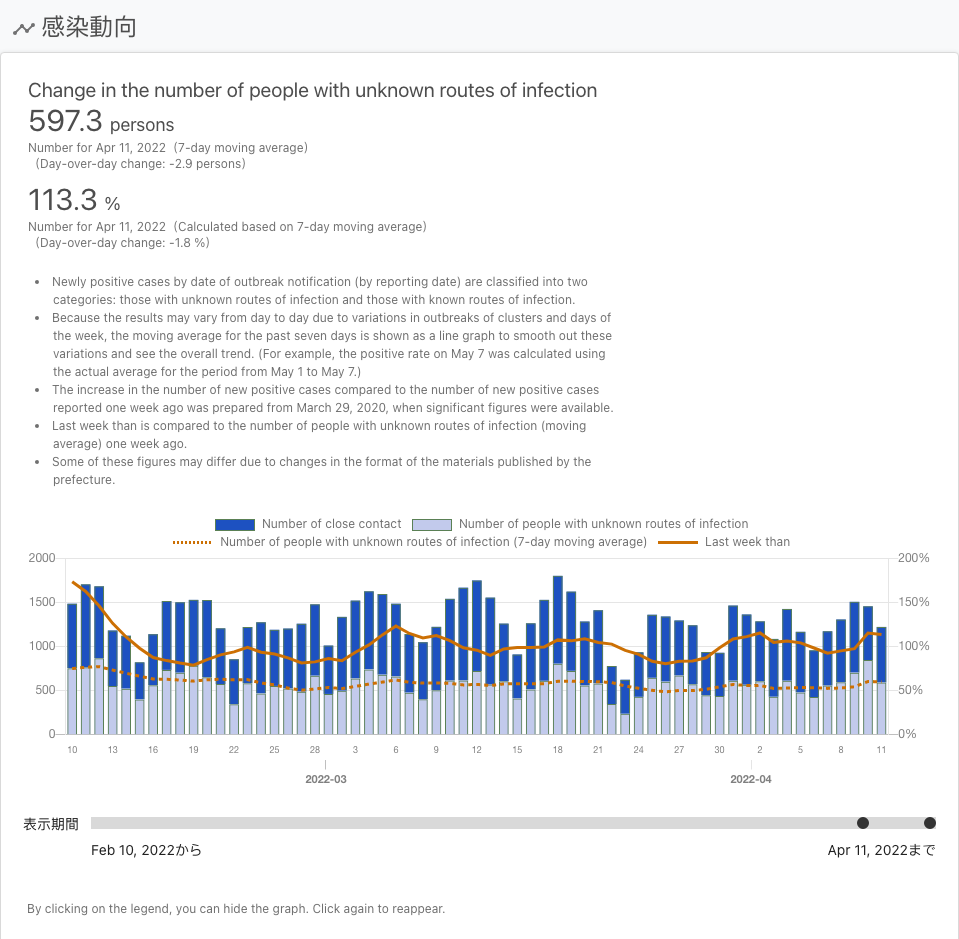 感染動向
Change in the number of people with unknown routes of infection
597.3 persons
Number for Apr 11, 2022 (7-day moving average)
(Day-over-day change: -2.9 persons)
113.3 %
Number for Apr 11, 2022 (Calculated based on 7-day moving average)
(Day-over-day change: -1.8 %)
• Newly positive cases by date of outbreak notification (by reporting date) are classified into two
categories: those with unknown routes of infection and those with known routes of infection.
• Because the results may vary from day to day due to variations in outbreaks of clusters and days of
the week, the moving average for the past seven days is shown as a line graph to smooth out these
variations and see the overall trend. (For example, the positive rate on May 7 was calculated using
the actual average for the period from May 1 to May 7.)
• The increase in the number of new positive cases compared to the number of new positive cases
reported one week ago was prepared from March 29, 2020, when significant figures were available.
• Last week than is compared to the number of people with unknown routes of infection (moving
average) one week ago.
• Some of these figures may differ due to changes in the format of the materials published by the
prefecture.
Number of close contact Number of people with unknown routes of infection
Number of people with unknown routes of infection (7-day moving average) Last week than
2000 200%
1500 150%
1000 100%
500 50%
0 0%
10 13 16 19 22 25 28 3 6 9 12 15 18 21 24 27 30 2 5 8 11
2022-03 2022-04
表示期間
Feb 10, 2022から Apr 11, 2022まで
By clicking on the legend, you can hide the graph. Click again to reappear.